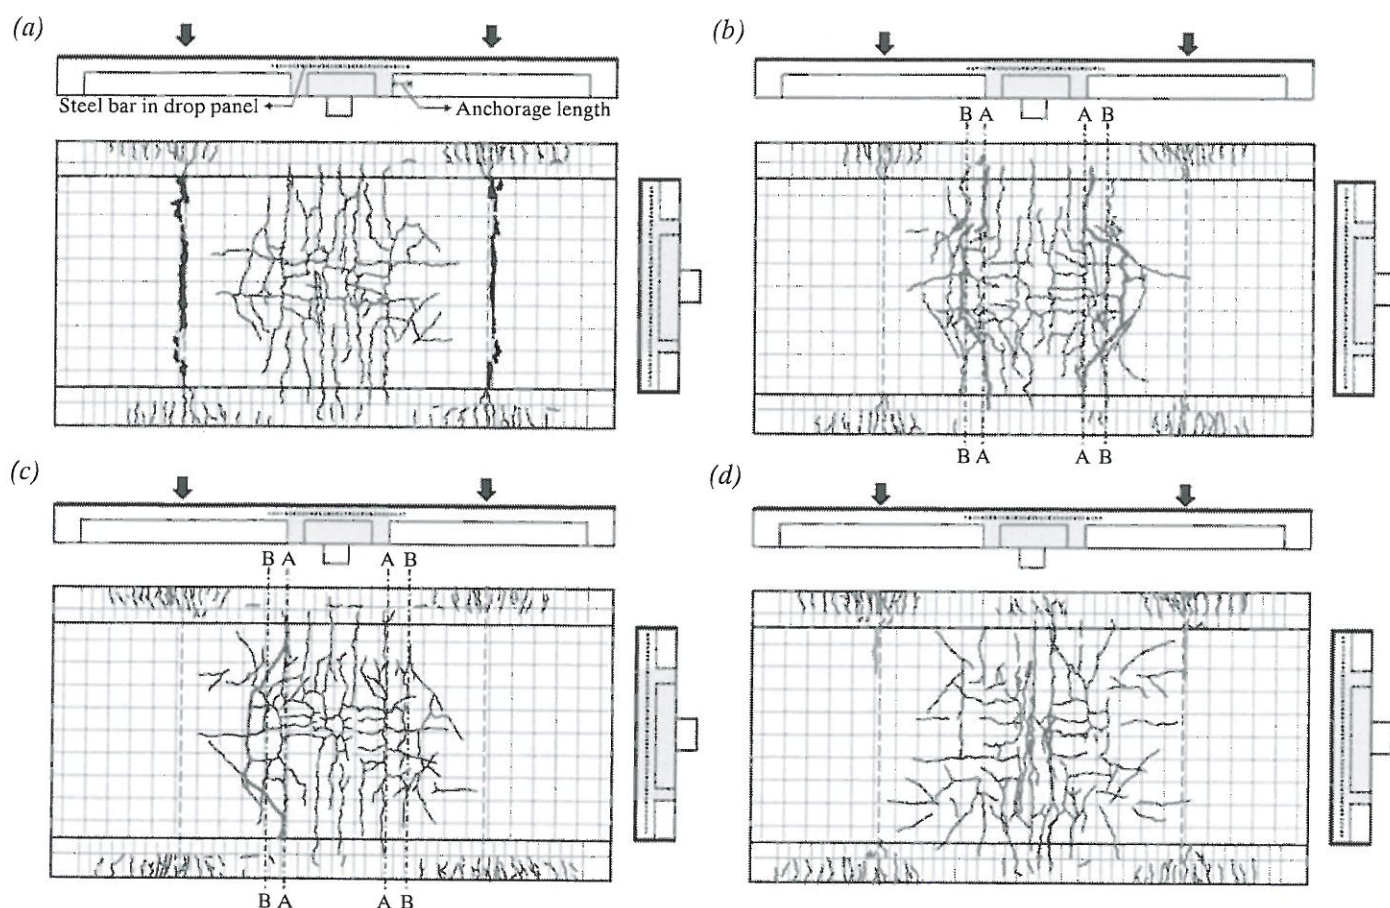 (a)
Steel bar in drop panel
Anchorage length
(b)
B A A B
B A A B
(c)
B A A B
B A A B
(d)